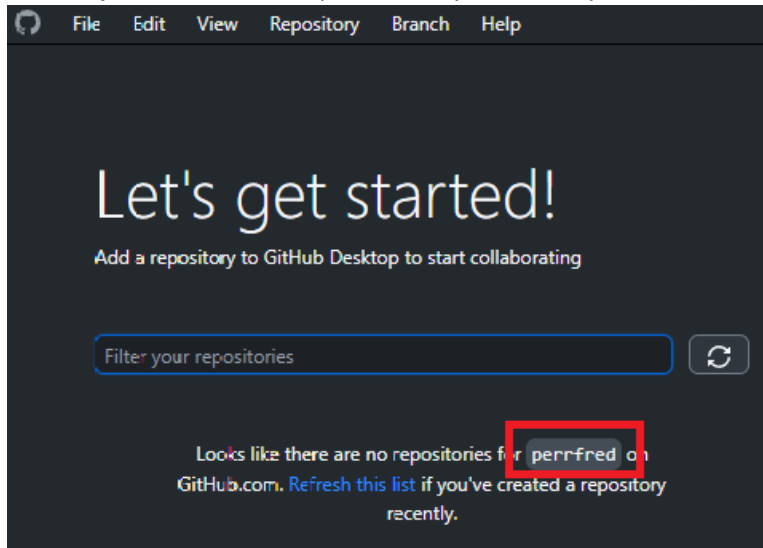 File Edit View Repository Branch Help
Let's get started!
Add a repository to GitHub Desktop to start collaborating
Filter your repositories
Looks like there are no repositories for perrfred on
GitHub.com. Refresh this list if you've created a repository
recently.